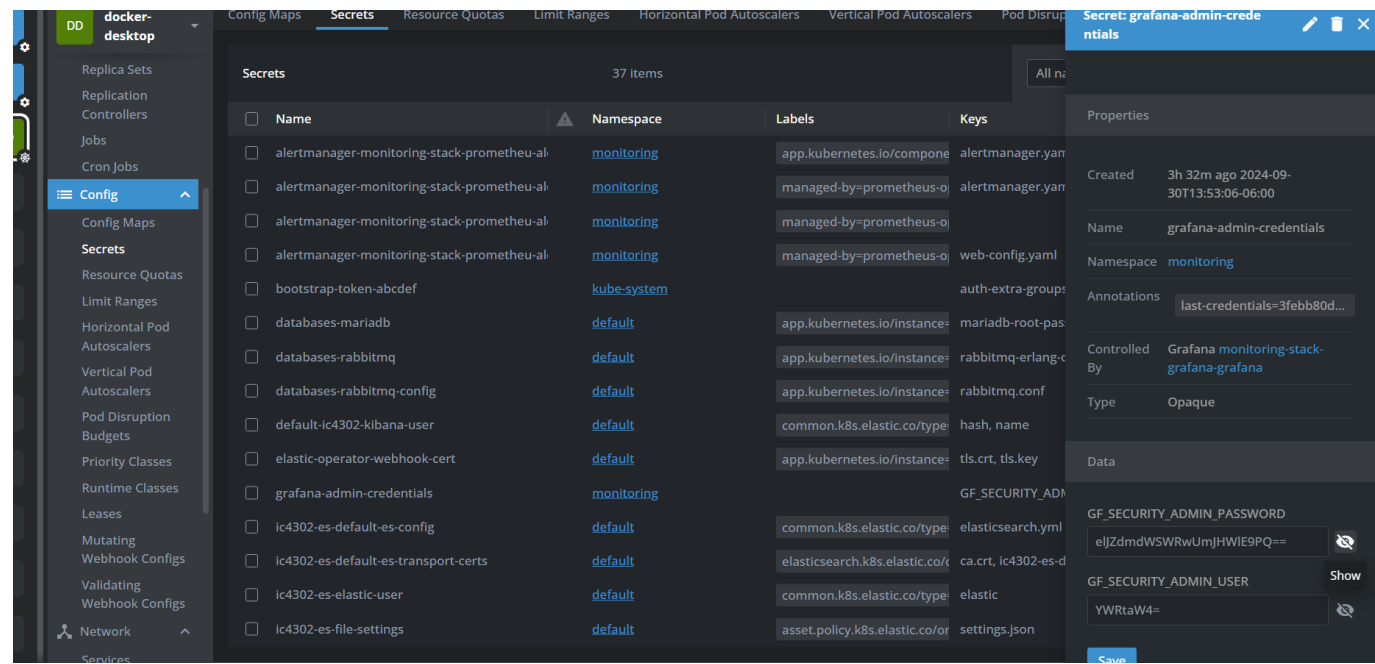 DD
docker-
desktop
Config Maps Secrets Resource Quotas Limit Ranges Horizontal Pod Autoscalers Vertical Pod Autoscalers Pod Disrup
Replica Sets
Replication
Controllers
Jobs
Cron Jobs
Config
Config Maps
Secrets
Resource Quotas
Limit Ranges
Horizontal Pod
Autoscalers
Vertical Pod
Autoscalers
Pod Disruption
Budgets
Priority Classes
Runtime Classes
Leases
Mutating
Webhook Configs
Validating
Webhook Configs
Network
Services
Secrets 37 items All na
Name Namespace Labels Keys
alertmanager-monitoring-stack-prometheu-al monitoring app.kubernetes.io/compone alertmanager.yam
alertmanager-monitoring-stack-prometheu-al monitoring managed-by=prometheus-o alertmanager.yam
alertmanager-monitoring-stack-prometheu-al monitoring managed-by=prometheus-o
alertmanager-monitoring-stack-prometheu-al monitoring managed-by=prometheus-o web-config.yaml
bootstrap-token-abcdef kube-system auth-extra-groups
databases-mariadb default app.kubernetes.io/instance= mariadb-root-pas
databases-rabbitmq default app.kubernetes.io/instance= rabbitmq-erlang-c
databases-rabbitmq-config default app.kubernetes.io/instance= rabbitmq.conf
default-ic4302-kibana-user default common.k8s.elastic.co/type= hash, name
elastic-operator-webhook-cert default app.kubernetes.io/instance= tls.crt, tls.key
grafana-admin-credentials monitoring GF_SECURITY_ADM
ic4302-es-default-es-config default common.k8s.elastic.co/type= elasticsearch.yml
ic4302-es-default-es-transport-certs default elasticsearch.k8s.elastic.co/c ca.crt, ic4302-es-d
ic4302-es-elastic-user default common.k8s.elastic.co/type= elastic
ic4302-es-file-settings default asset.policy.k8s.elastic.co/or settings.json
Secret: grafana-admin-crede
ntials
Properties
Created 3h 32m ago 2024-09-
30T13:53:06-06:00
Name grafana-admin-credentials
Namespace monitoring
Annotations last-credentials=3febb80d...
Controlled Grafana monitoring-stack-
By grafana-grafana
Type Opaque
Data
GF_SECURITY_ADMIN_PASSWORD
elJZdmdWSWRwUmJHWlE9PQ==
Show
GF_SECURITY_ADMIN_USER
YWRtaW4=
Save